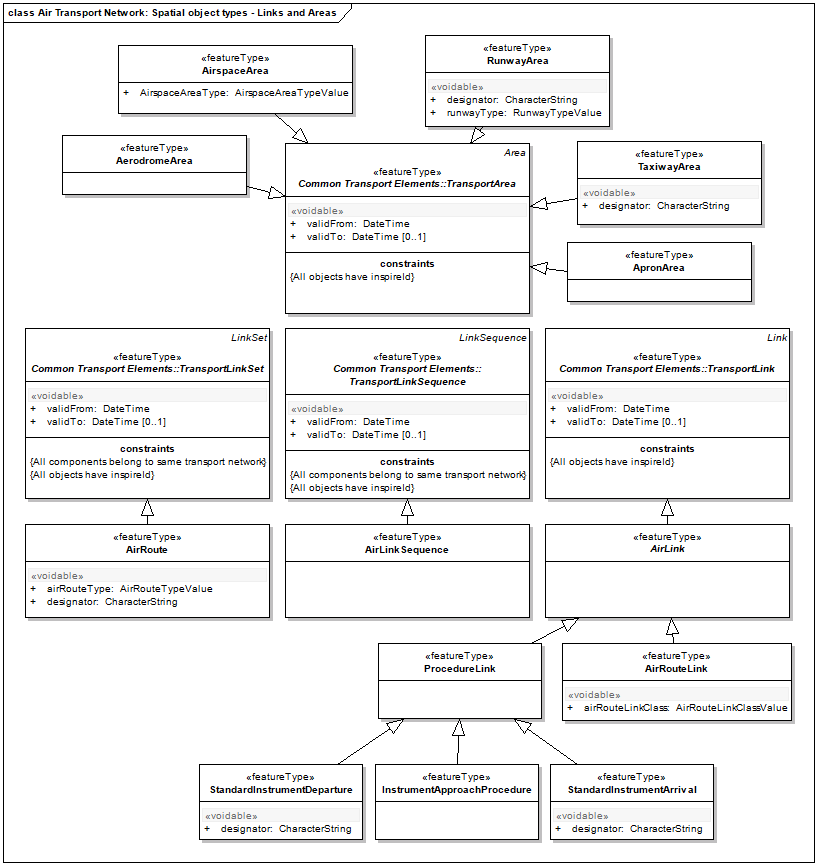 class Air Transport Network: Spatial object types - Links and Areas
«featureType»
AirspaceArea
+ AirspaceAreaType: AirspaceAreaTypeValue
«featureType»
RunwayArea
«voidable»
+ designator: CharacterString
+ runwayType: RunwayTypeValue
«featureType»
AerodromeArea
Area
«featureType»
Common Transport Elements::TransportArea
«voidable»
+ validFrom: DateTime
+ validTo: DateTime [0..1]
constraints
{All objects have inspireId}
«featureType»
TaxiwayArea
«voidable»
+ designator: CharacterString
«featureType»
ApronArea
LinkSet
«featureType»
Common Transport Elements::TransportLinkSet
«voidable»
+ validFrom: DateTime
+ validTo: DateTime [0..1]
constraints
{All components belong to same transport network}
{All objects have inspireId}
LinkSequence
«featureType»
Common Transport Elements::
TransportLinkSequence
«voidable»
+ validFrom: DateTime
+ validTo: DateTime [0..1]
constraints
{All components belong to same transport network}
{All objects have inspireId}
Link
«featureType»
Common Transport Elements::TransportLink
«voidable»
+ validFrom: DateTime
+ validTo: DateTime [0..1]
constraints
{All objects have inspireId}
«featureType»
AirRoute
«voidable»
+ airRouteType: AirRouteTypeValue
+ designator: CharacterString
«featureType»
AirLinkSequence
«featureType»
AirLink
«featureType»
ProcedureLink
«featureType»
AirRouteLink
«voidable»
+ airRouteLinkClass: AirRouteLinkClassValue
«featureType»
StandardInstrumentDeparture
«voidable»
+ designator: CharacterString
«featureType»
InstrumentApproachProcedure
«featureType»
StandardInstrumentArrival
«voidable»
+ designator: CharacterString